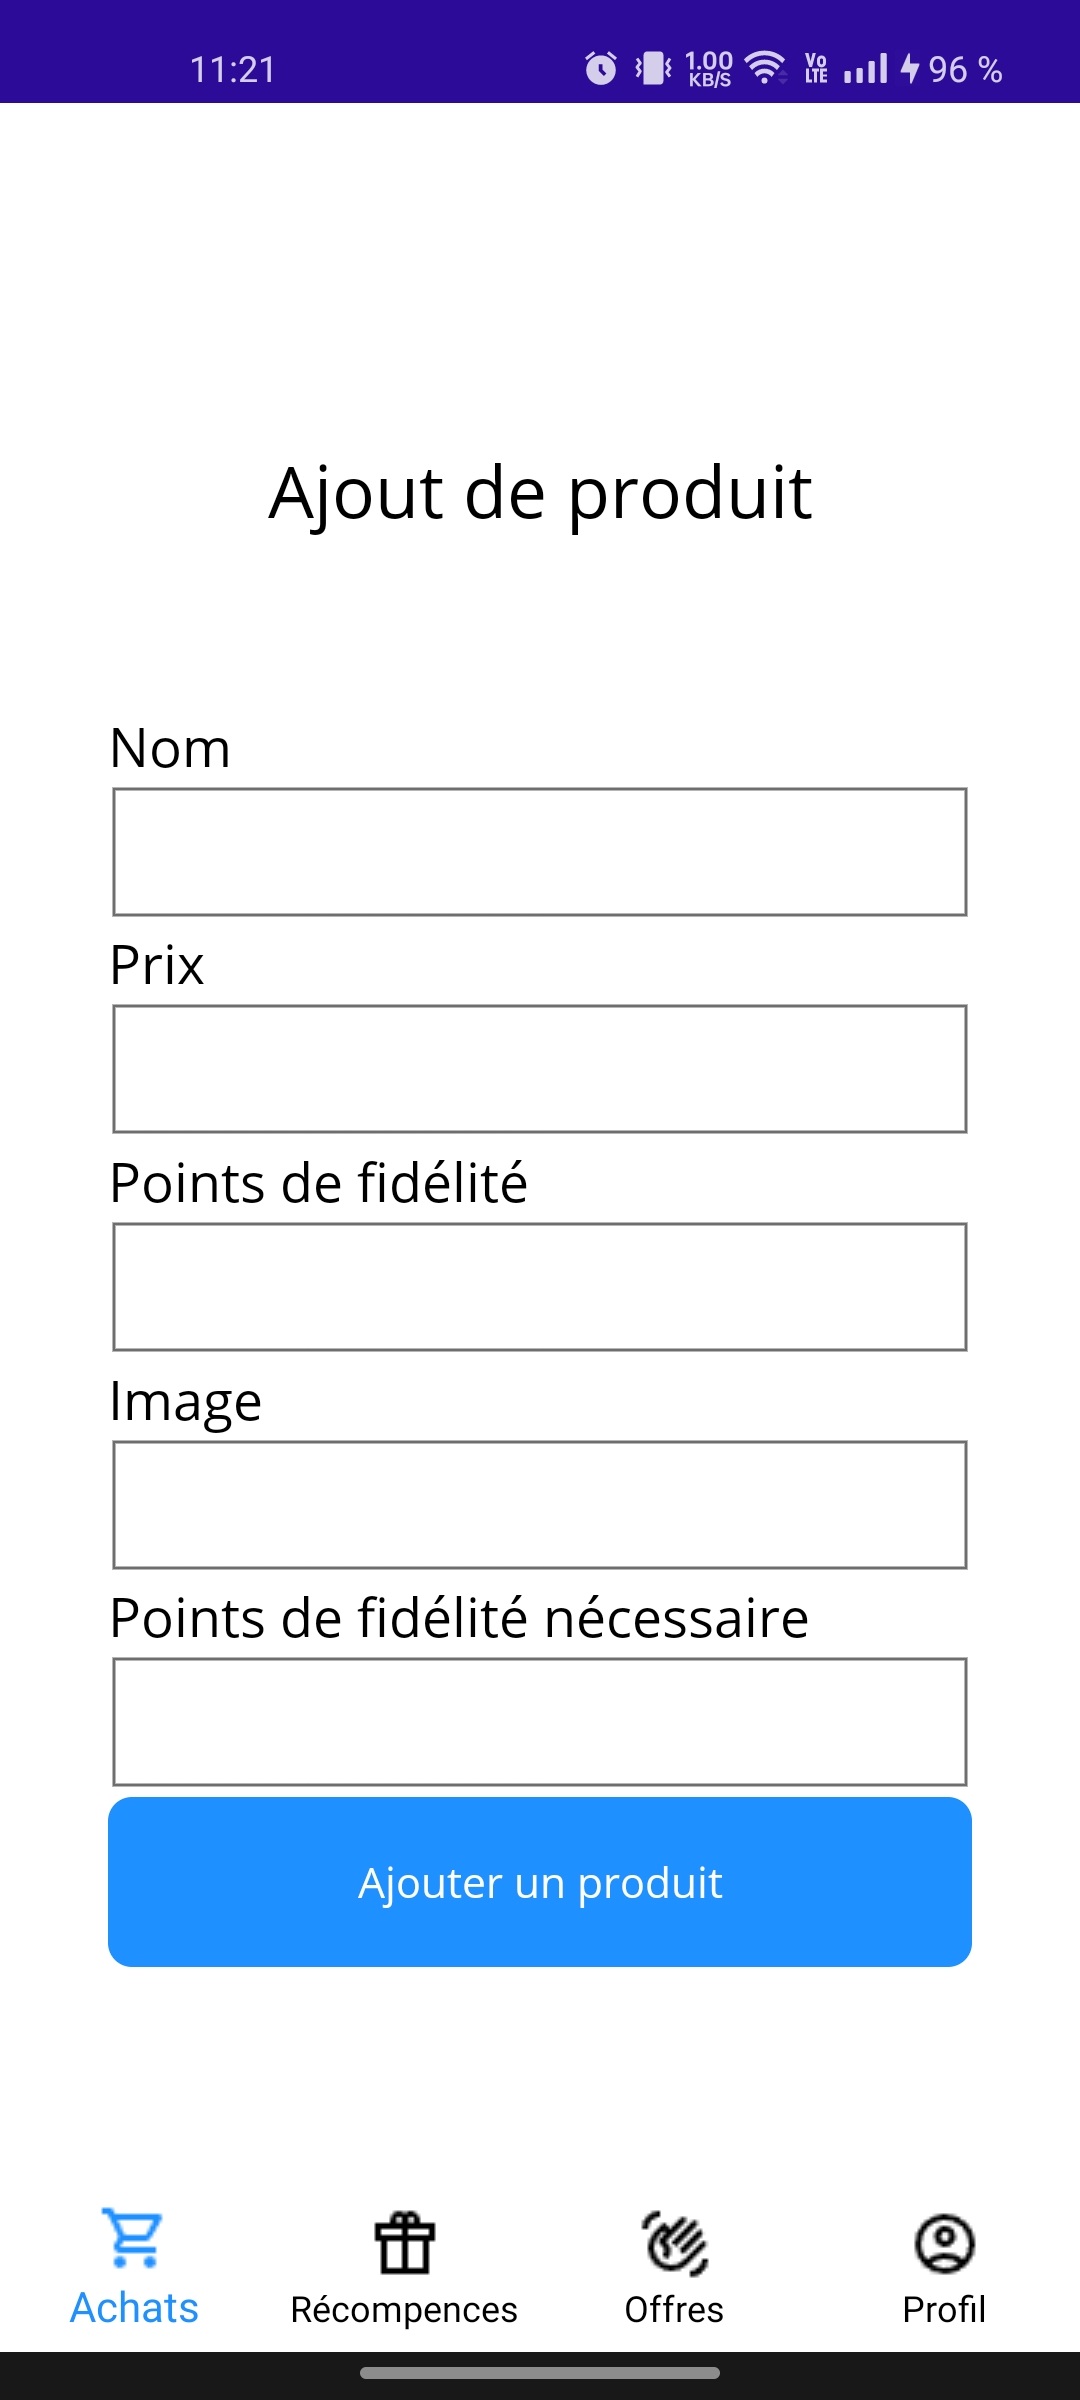 11:21 1.00 KB/S Vo LTE 96 %
Ajout de produit
Nom
Prix
Points de fidélité
Image
Points de fidélité nécessaire
Ajouter un produit
Achats Récompences Offres Profil